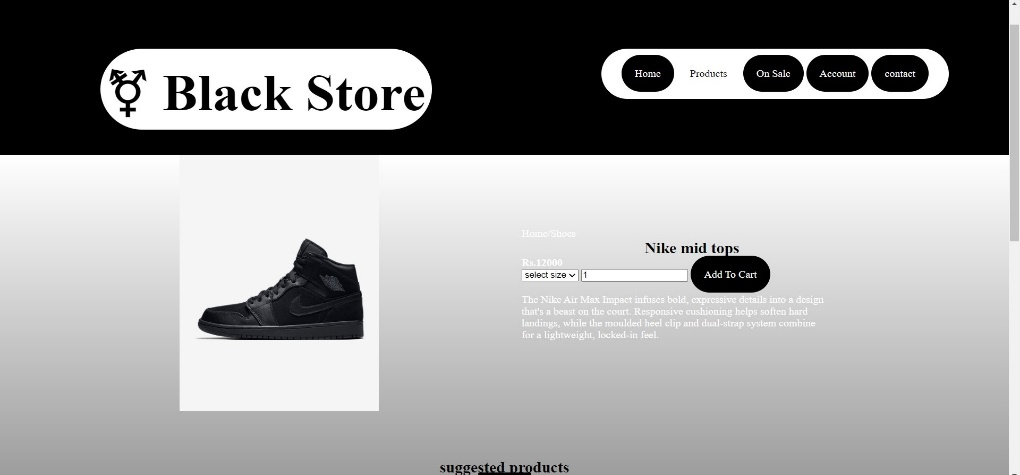 ⚧ Black Store
Home Products On Sale Account contact
Home/Shoes
Nike mid tops
Rs.12000
select size 1 Add To Cart
The Nike Air Max Impact infuses bold, expressive details into a design
that's a beast on the court. Responsive cushioning helps soften hard
landings, while the moulded heel clip and dual-strap system combine
for a lightweight, locked-in feel.
suggested products